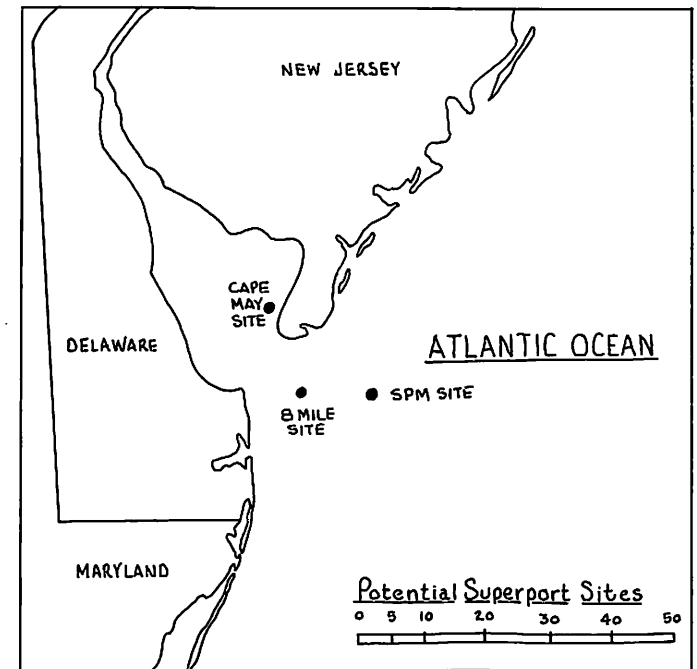 NEW JERSEY
CAPE
MAY
SITE
DELAWARE
ATLANTIC OCEAN
SPM SITE
8 MILE
SITE
MARYLAND
Potential Superport Sites
0 5 10 20 30 40 50